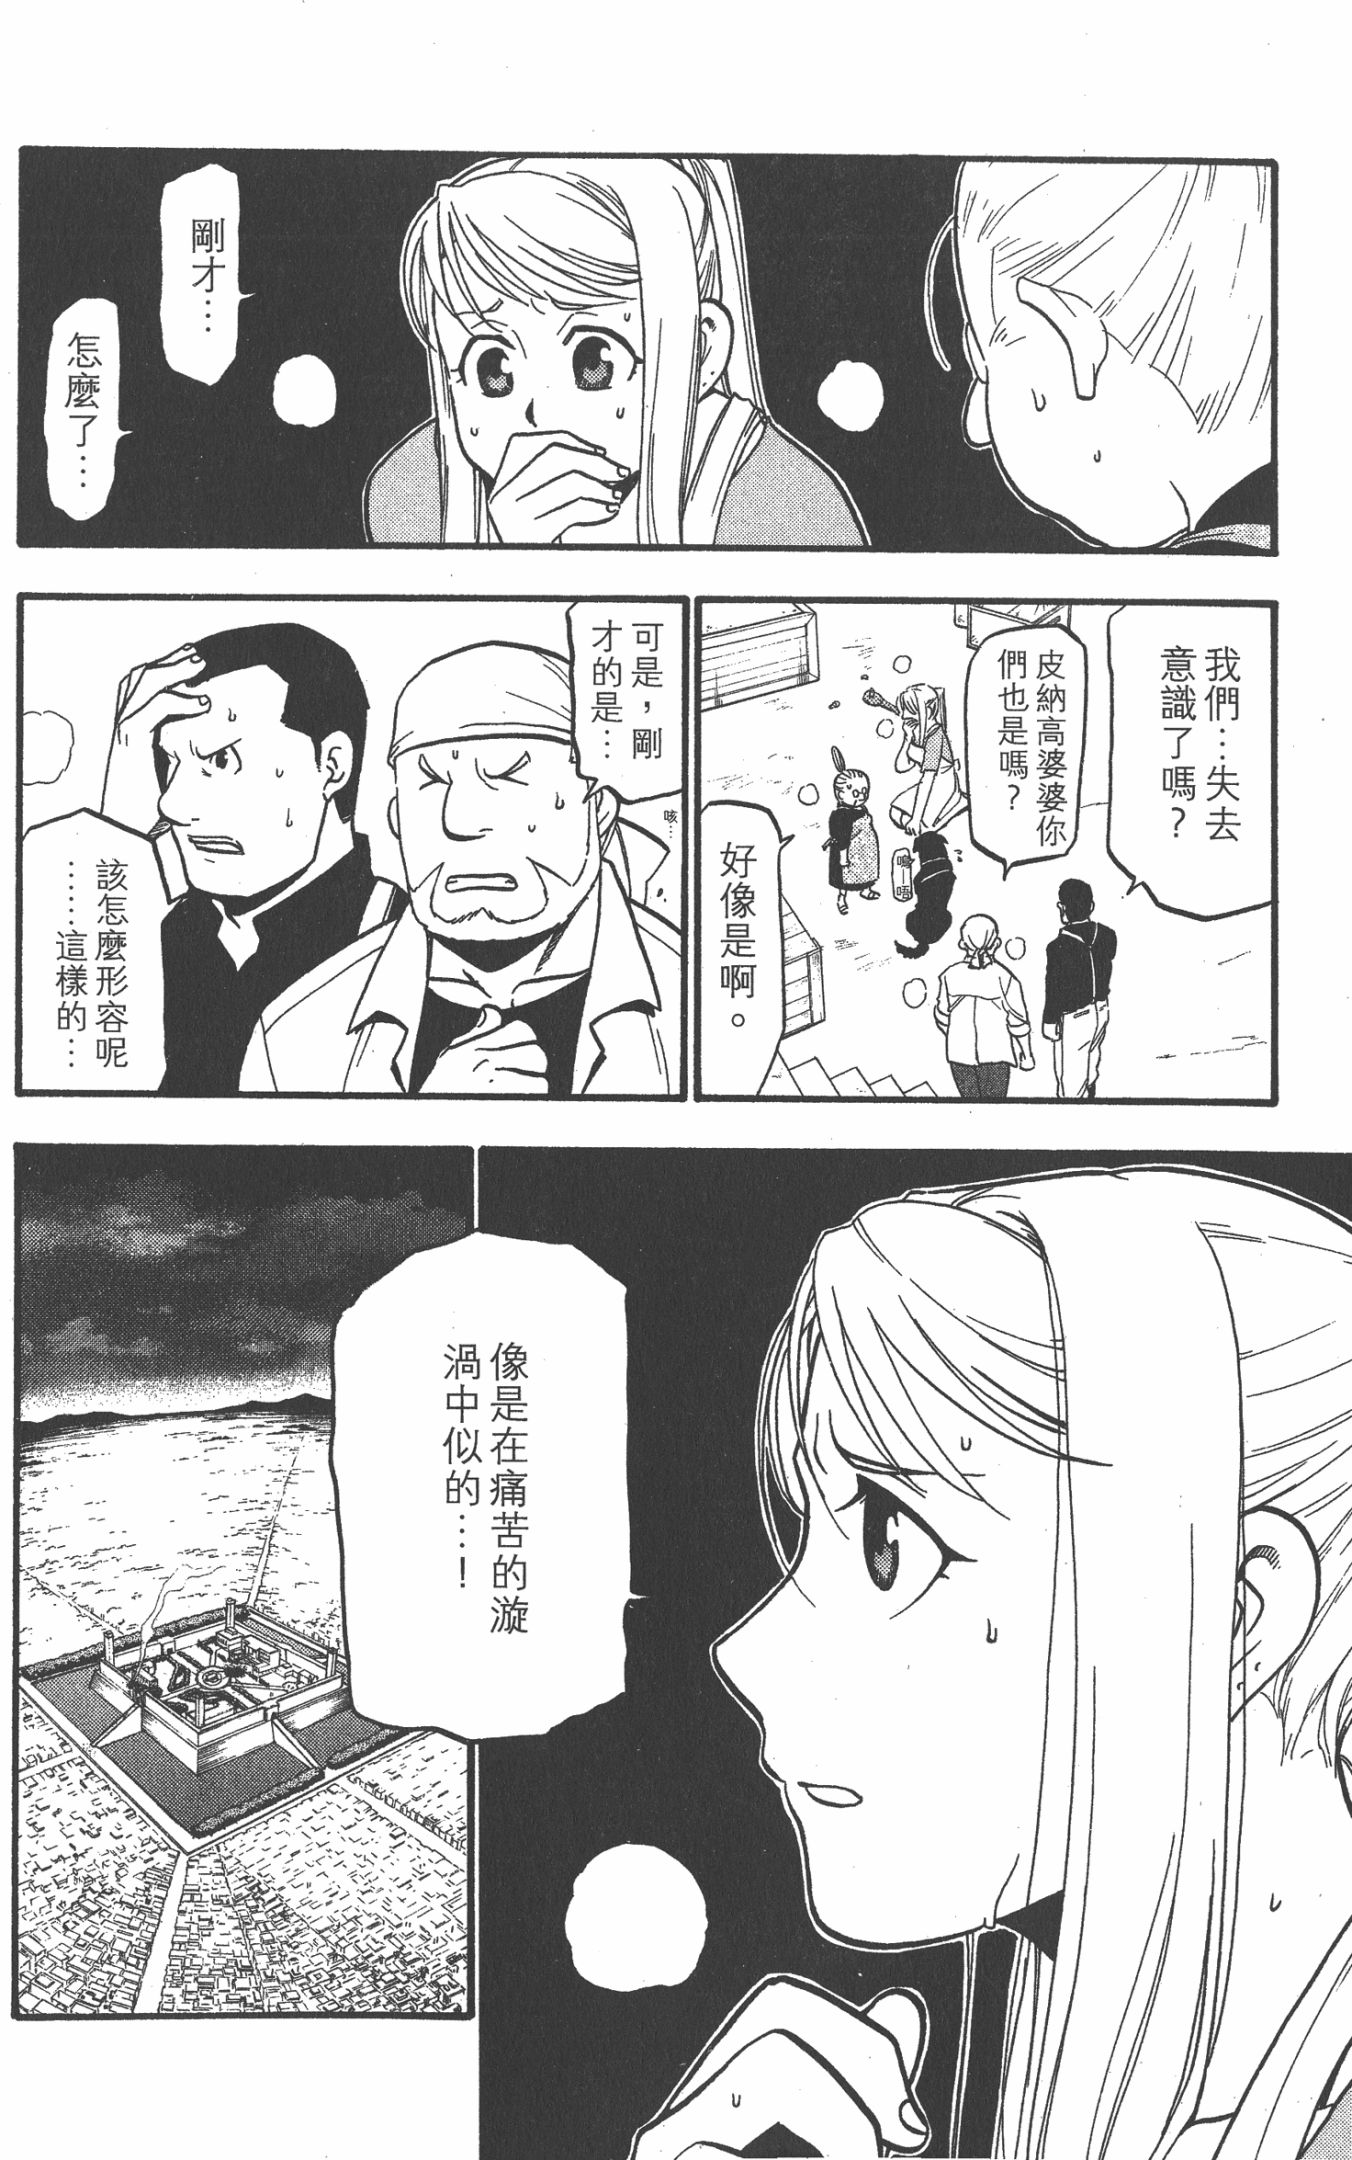 剛才…
怎麼了…
我們…失去
意識了嗎？
皮納高婆婆你
們也是嗎？
嗚—唔
好像是啊。
可是，剛
才的是…
咳…
該怎麼形容呢
……這樣的…
像是在痛苦的漩
渦中似的…！